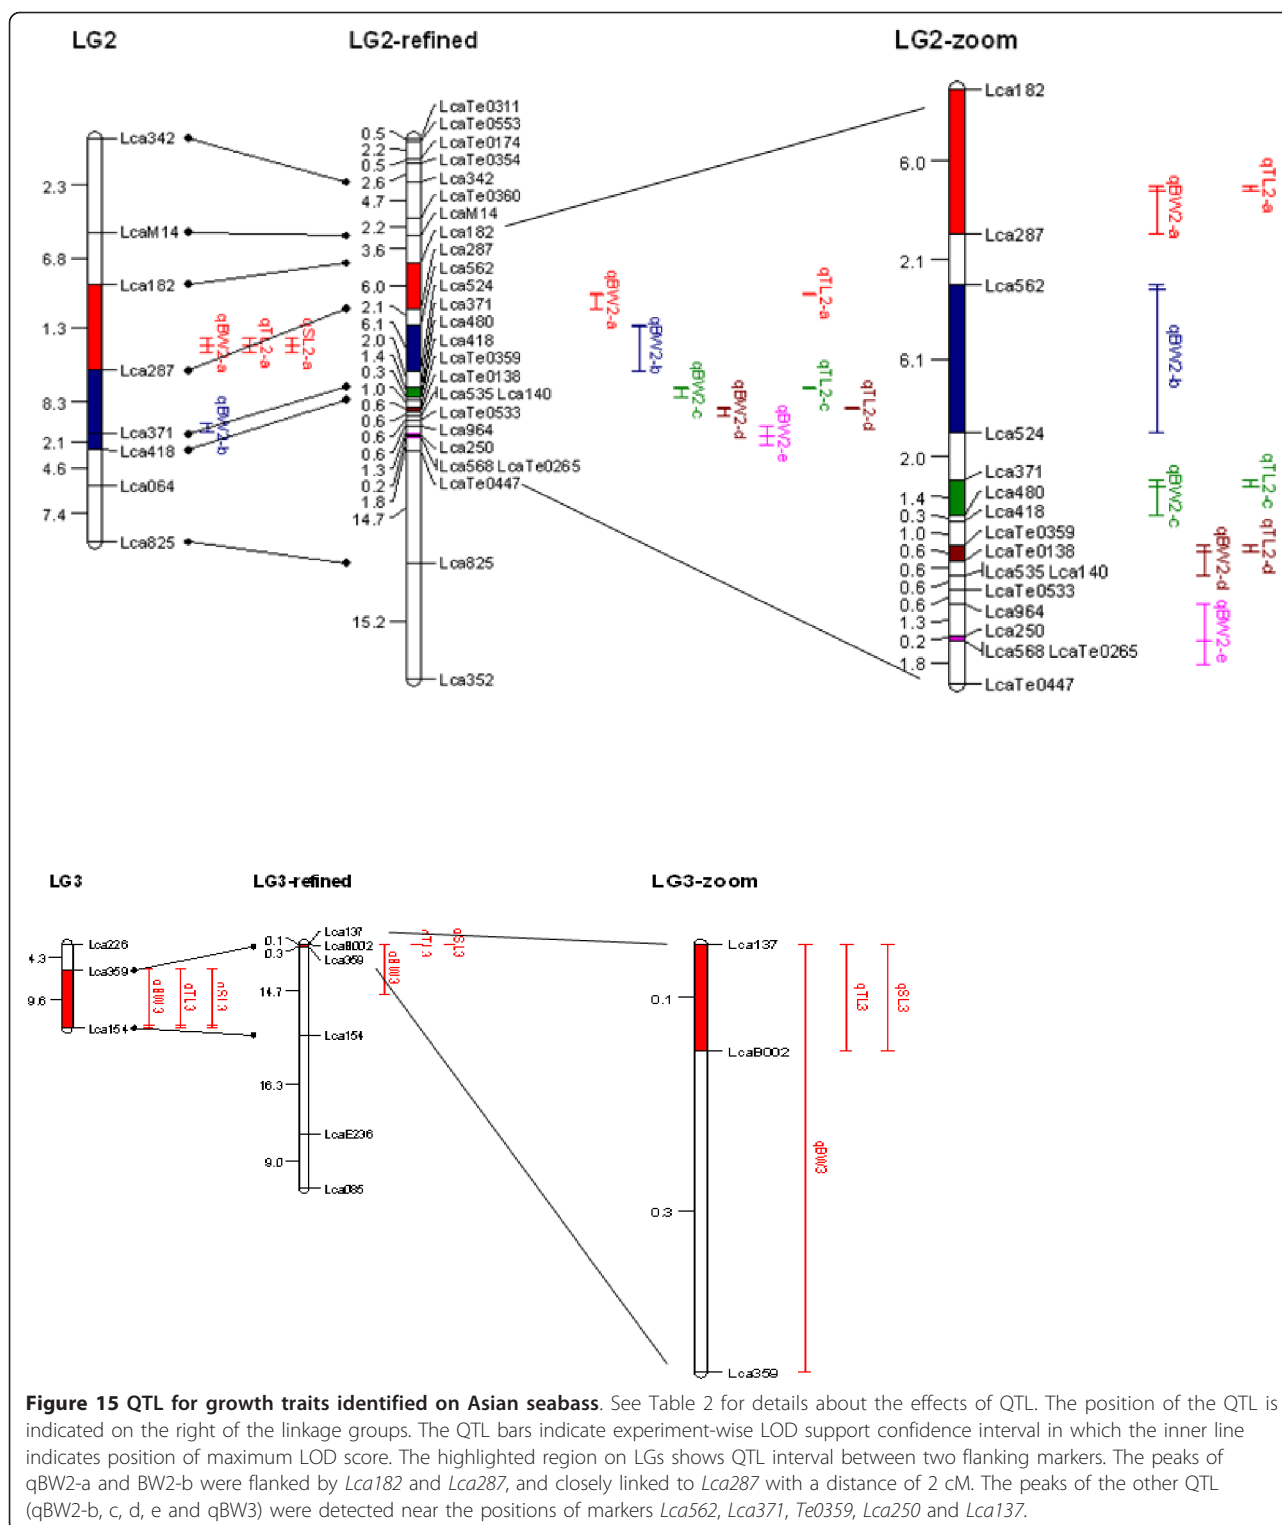 LG2 LG2-refined LG2-zoom
Lca342
LcaM14
Lca182
Lca287
Lca371
Lca418
Lca064
Lca825
2.3
6.8
1.3
8.3
2.1
4.6
7.4
qBW2-a
qTL2-a
qSL2-a
qBW2-b
LcaTe0311
LcaTe0553
LcaTe0174
LcaTe0354
Lca342
LcaTe0360
LcaM14
Lca182
Lca287
Lca562
Lca524
Lca371
Lca480
Lca418
LcaTe0359
LcaTe0138
Lca535 Lca140
LcaTe0533
Lca964
Lca250
Lca568 LcaTe0265
LcaTe0447
Lca825
Lca352
0.5
2.2
0.5
2.6
4.7
2.2
3.6
6.0
2.1
6.1
2.0
1.4
0.3
1.0
0.6
0.6
0.6
0.6
1.3
0.2
1.8
14.7
15.2
qBW2-a
qBW2-b
qBW2-c
qBW2-d
qBW2-e
qTL2-a
qTL2-c
qTL2-d
Lca182
Lca287
Lca562
Lca524
Lca371
Lca480
Lca418
LcaTe0359
LcaTe0138
Lca535 Lca140
LcaTe0533
Lca964
Lca250
Lca568 LcaTe0265
LcaTe0447
6.0
2.1
6.1
2.0
1.4
0.3
1.0
0.6
0.6
0.6
0.6
1.3
0.2
1.8
qBW2-a
qTL2-a
qBW2-b
qBW2-c
qTL2-c
qBW2-d
qTL2-d
qBW2-e
LG3 LG3-refined LG3-zoom
Lca226
Lca359
Lca154
4.3
9.6
qBW3
qTL3
qSL3
Lca137
LcaB002
Lca359
Lca154
LcaE236
Lca085
0.1
0.3
14.7
16.3
9.0
qBW3
qTL3
qSL3
Lca137
LcaB002
Lca359
0.1
0.3
qBW3
qTL3
qSL3
Figure 15 QTL for growth traits identified on Asian seabass. See Table 2 for details about the effects of QTL. The position of the QTL is
indicated on the right of the linkage groups. The QTL bars indicate experiment-wise LOD support confidence interval in which the inner line
indicates position of maximum LOD score. The highlighted region on LGs shows QTL interval between two flanking markers. The peaks of
qBW2-a and BW2-b were flanked by Lca182 and Lca287, and closely linked to Lca287 with a distance of 2 cM. The peaks of the other QTL
(qBW2-b, c, d, e and qBW3) were detected near the positions of markers Lca562, Lca371, Te0359, Lca250 and Lca137.